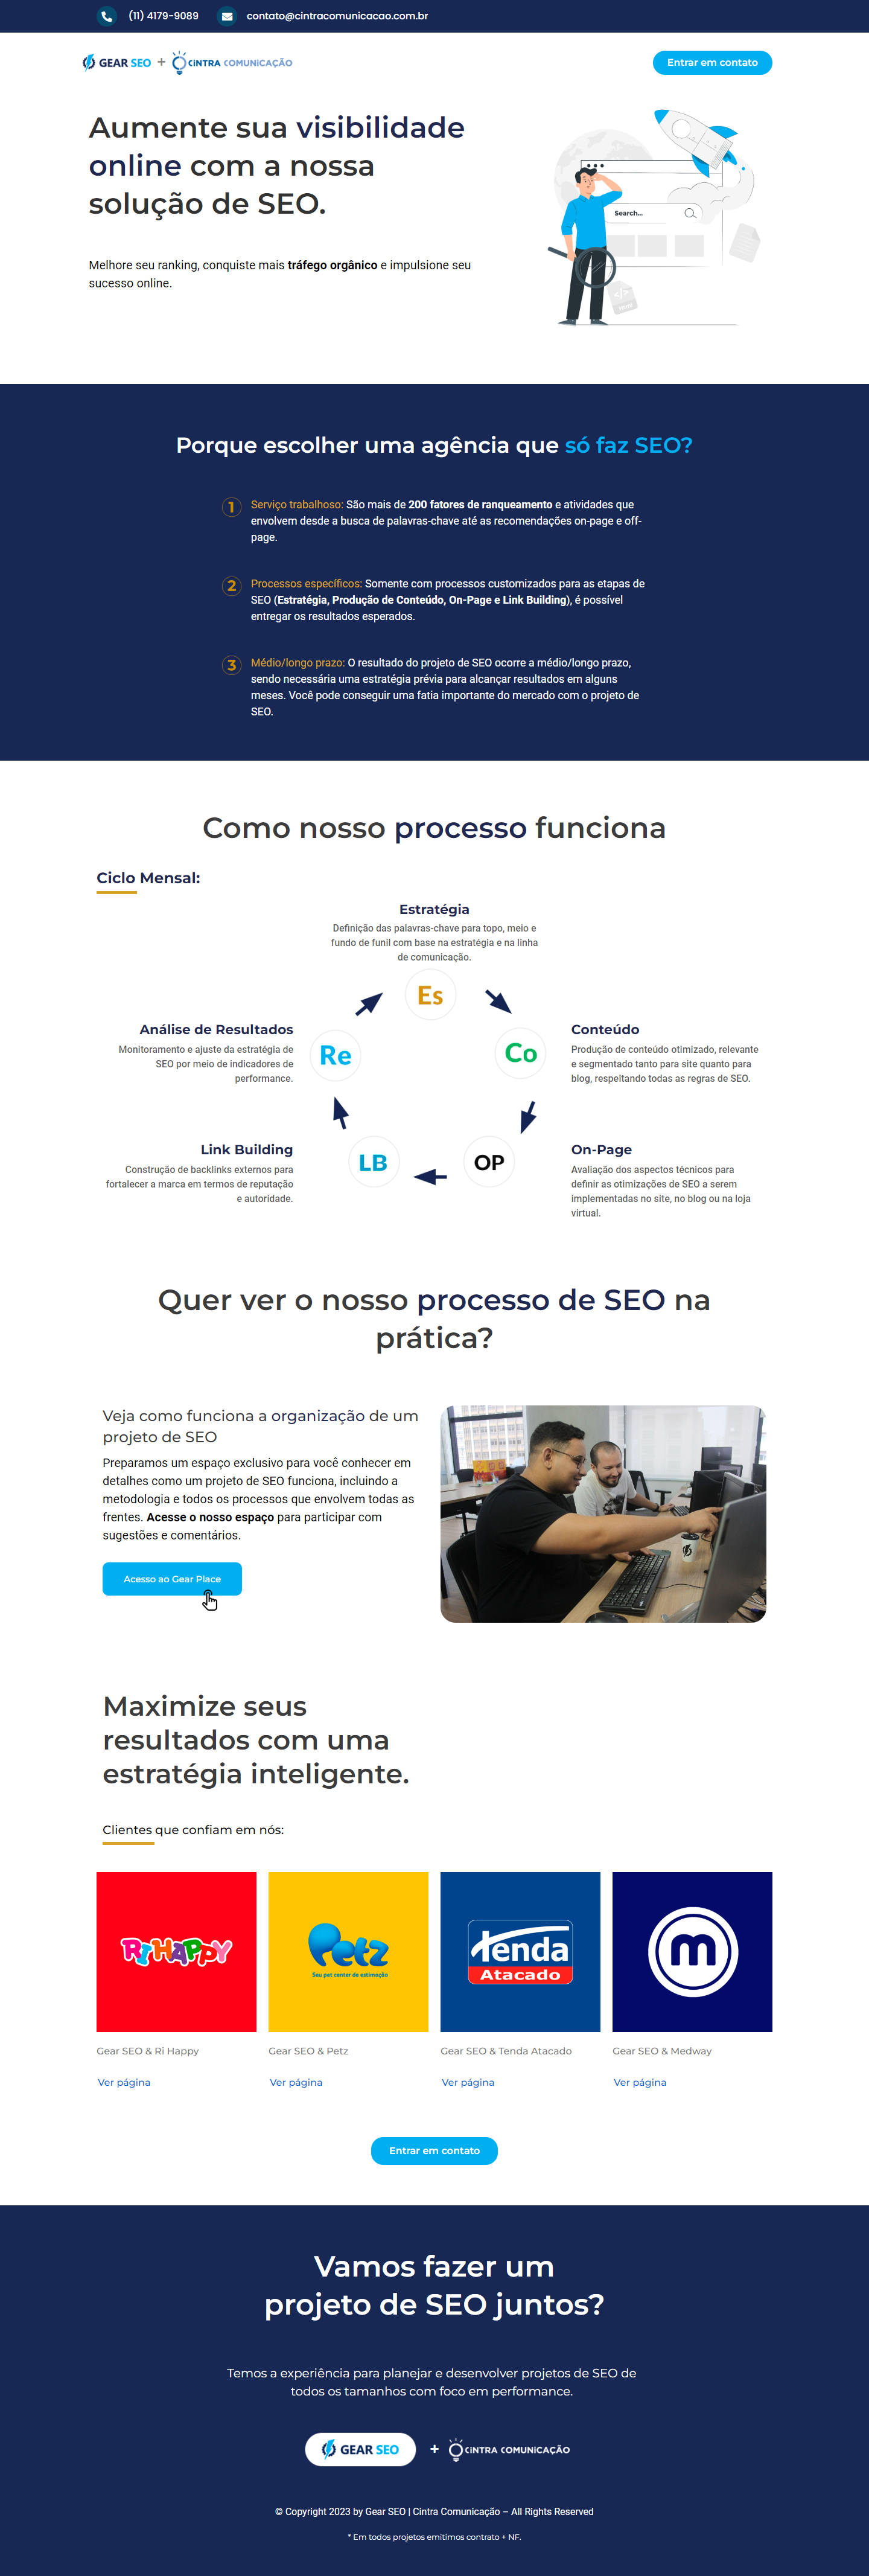 (11) 4179-9089
contato@cintracomunicacao.com.br
GEAR SEO + CINTRA COMUNICAÇÃO
Entrar em contato
Aumente sua visibilidade
online com a nossa
solução de SEO.
Melhore seu ranking, conquiste mais tráfego orgânico e impulsione seu
sucesso online.
Search...
Porque escolher uma agência que só faz SEO?
1 Serviço trabalhoso: São mais de 200 fatores de ranqueamento e atividades que
envolvem desde a busca de palavras-chave até as recomendações on-page e off-
page.
2 Processos específicos: Somente com processos customizados para as etapas de
SEO (Estratégia, Produção de Conteúdo, On-Page e Link Building), é possível
entregar os resultados esperados.
3 Médio/longo prazo: O resultado do projeto de SEO ocorre a médio/longo prazo,
sendo necessária uma estratégia prévia para alcançar resultados em alguns
meses. Você pode conseguir uma fatia importante do mercado com o projeto de
SEO.
Como nosso processo funciona
Ciclo Mensal:
Estratégia
Definição das palavras-chave para topo, meio e
fundo de funil com base na estratégia e na linha
de comunicação.
Es
Análise de Resultados
Monitoramento e ajuste da estratégia de
SEO por meio de indicadores de
performance.
Re
Co
Conteúdo
Produção de conteúdo otimizado, relevante
e segmentado tanto para site quanto para
blog, respeitando todas as regras de SEO.
Link Building
Construção de backlinks externos para
fortalecer a marca em termos de reputação
e autoridade.
LB
OP
On-Page
Avaliação dos aspectos técnicos para
definir as otimizações de SEO a serem
implementadas no site, no blog ou na loja
virtual.
Quer ver o nosso processo de SEO na
prática?
Veja como funciona a organização de um
projeto de SEO
Preparamos um espaço exclusivo para você conhecer em
detalhes como um projeto de SEO funciona, incluindo a
metodologia e todos os processos que envolvem todas as
frentes. Acesse o nosso espaço para participar com
sugestões e comentários.
Acesso ao Gear Place
Maximize seus
resultados com uma
estratégia inteligente.
Clientes que confiam em nós:
RI HAPPY
Petz
Seu pet center de estimação
Tenda
Atacado
m
Gear SEO & Ri Happy
Gear SEO & Petz
Gear SEO & Tenda Atacado
Gear SEO & Medway
Ver página
Ver página
Ver página
Ver página
Entrar em contato
Vamos fazer um
projeto de SEO juntos?
Temos a experiência para planejar e desenvolver projetos de SEO de
todos os tamanhos com foco em performance.
GEAR SEO + CINTRA COMUNICAÇÃO
© Copyright 2023 by Gear SEO | Cintra Comunicação – All Rights Reserved
* Em todos projetos emitimos contrato + NF.